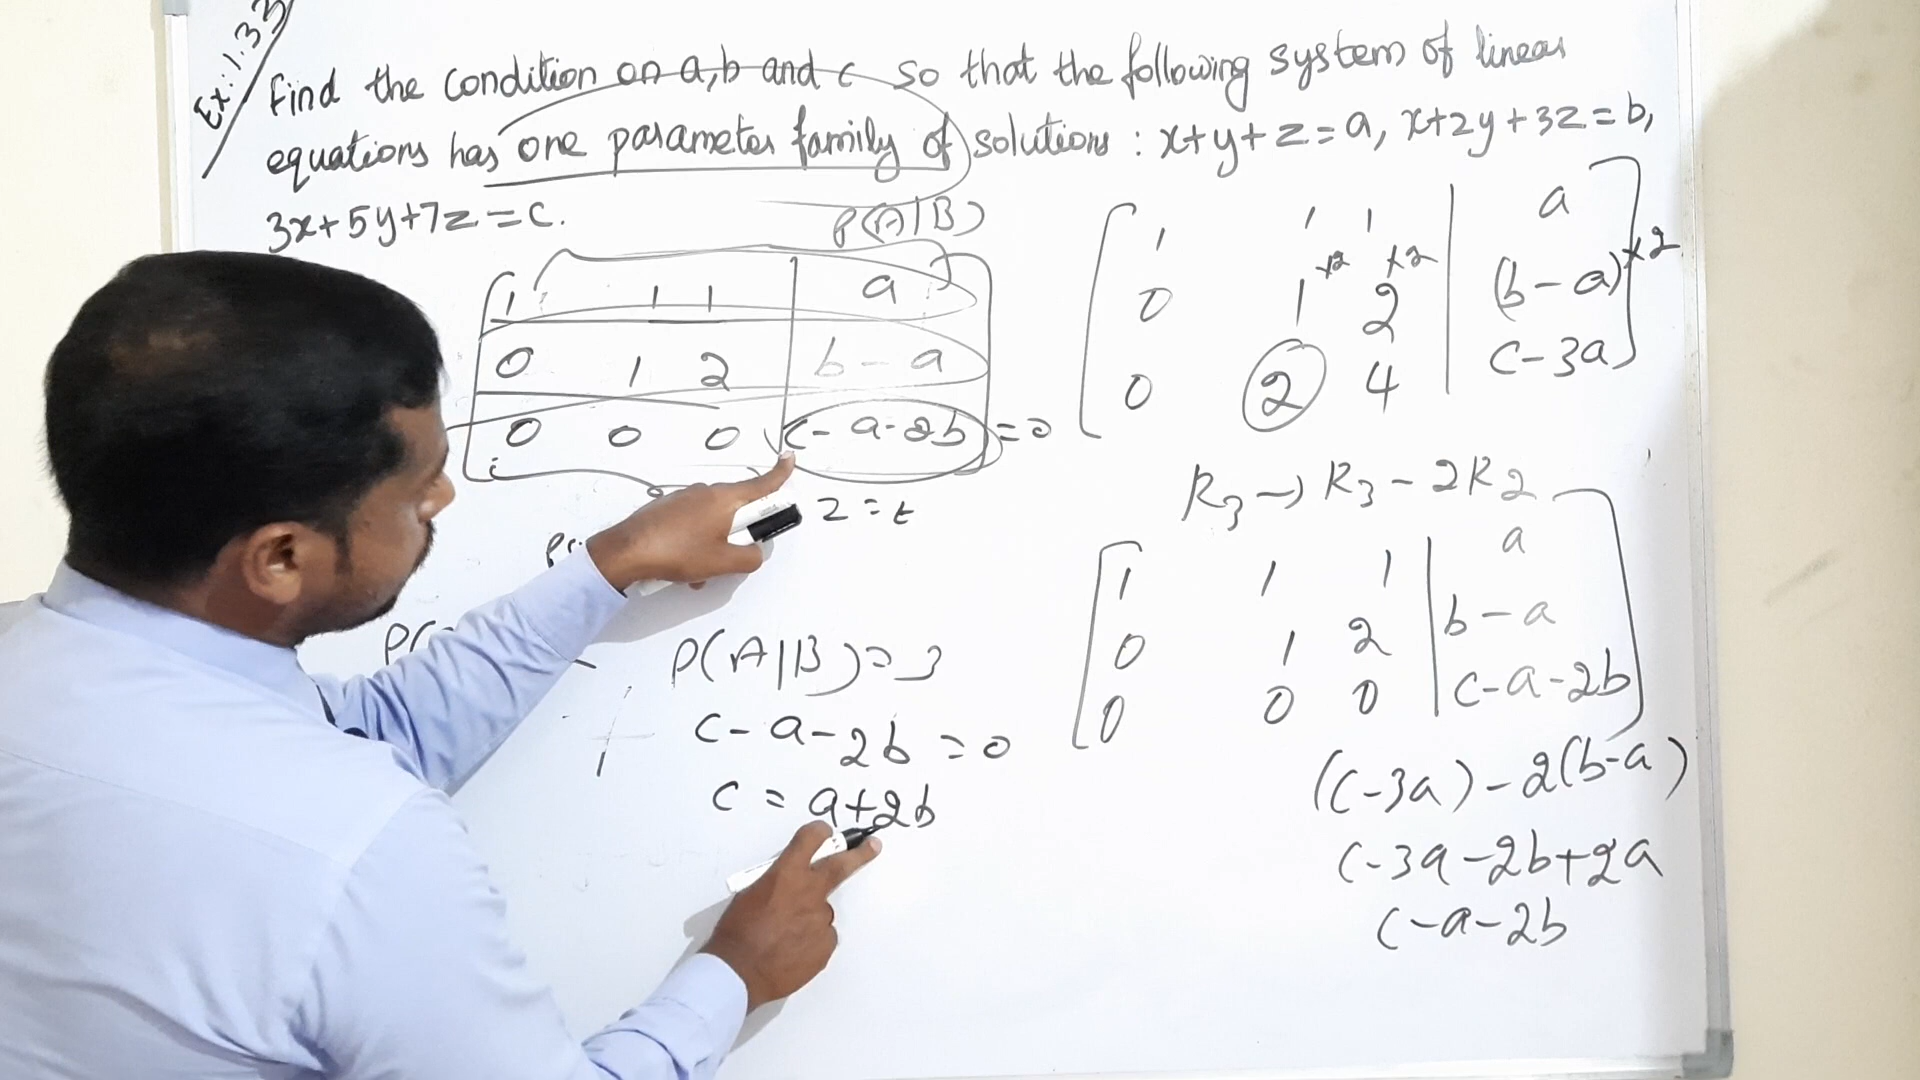 Ex: 1.33
Find the condition on a,b and c so that the following system of linear
equations has one parameter family of solutions : x+y+z=a, x+2y+3z=b,
3x+5y+7z=c.
ρ(A|B)
1 1 1 | a
0 1 2 | b-a
0 0 0 | c-a-2b =0
z=t
ρ(A|B)=3
c-a-2b=0
c=a+2b
1 1 1 | a
×2 ×2 ×2
0 1 2 | (b-a)
0 2 4 | c-3a
R3→R3-2R2
1 1 1 | a
0 1 2 | b-a
0 0 0 | c-a-2b
(c-3a)-2(b-a)
c-3a-2b+2a
c-a-2b